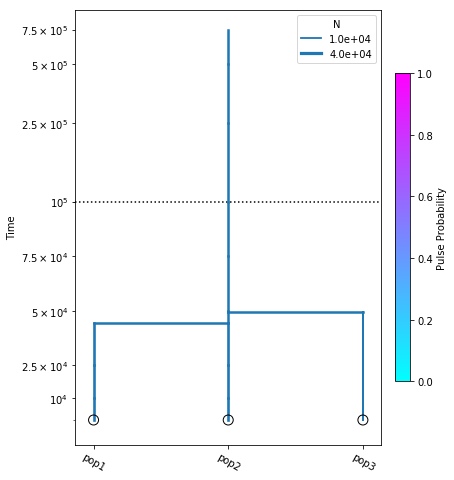 N
1.0e+04
4.0e+04
7.5 × 10⁵
5 × 10⁵
2.5 × 10⁵
10⁵
7.5 × 10⁴
5 × 10⁴
2.5 × 10⁴
10⁴
Time
pop1
pop2
pop3
1.0
0.8
0.6
0.4
0.2
0.0
Pulse Probability